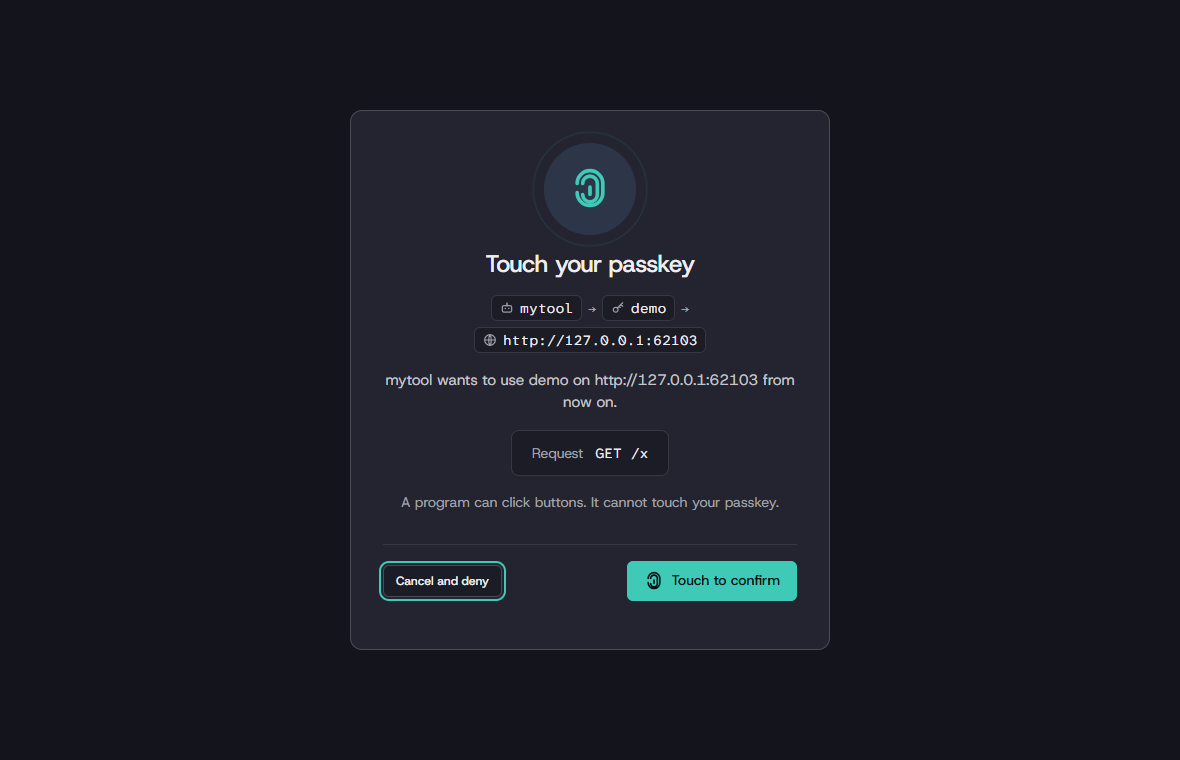 Touch your passkey
mytool → demo →
http://127.0.0.1:62103
mytool wants to use demo on http://127.0.0.1:62103 from
now on.
Request GET /x
A program can click buttons. It cannot touch your passkey.
Cancel and deny Touch to confirm